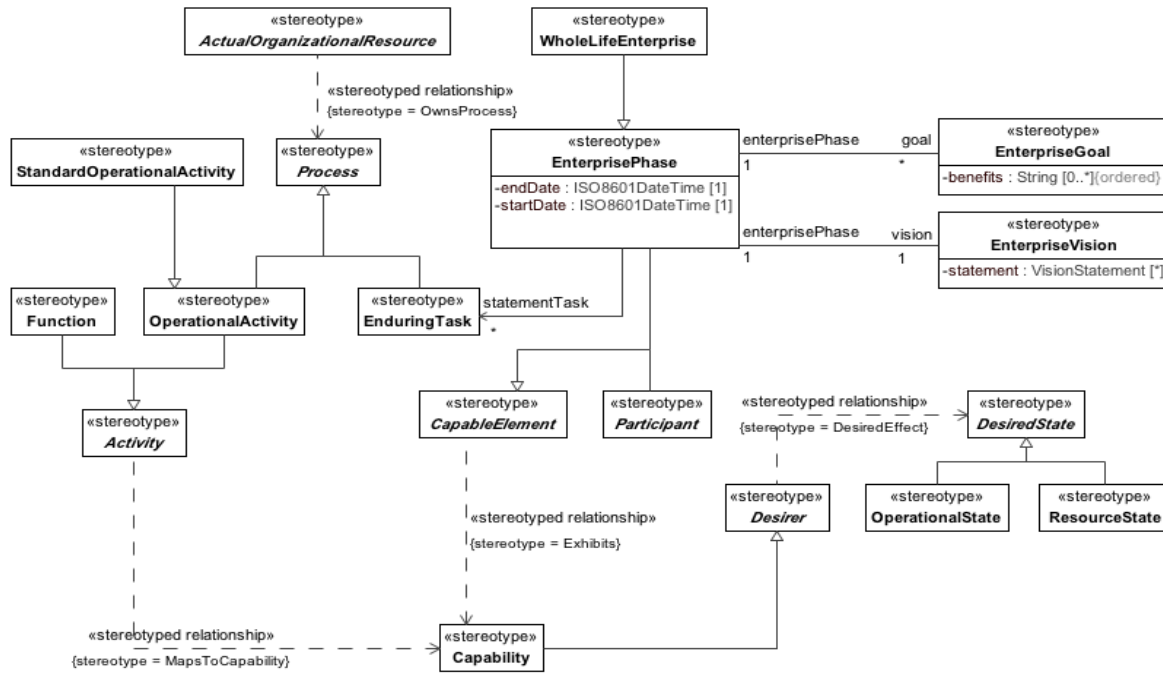 «stereotype»
ActualOrganizationalResource
«stereotype»
WholeLifeEnterprise
«stereotyped relationship»
{stereotype = OwnsProcess}
«stereotype»
StandardOperationalActivity
«stereotype»
Process
«stereotype»
EnterprisePhase
-endDate : ISO8601DateTime [1]
-startDate : ISO8601DateTime [1]
enterprisePhase
goal
1
*
«stereotype»
EnterpriseGoal
-benefits : String [0..*]{ordered}
enterprisePhase
vision
1
1
«stereotype»
EnterpriseVision
-statement : VisionStatement [*]
«stereotype»
Function
«stereotype»
OperationalActivity
«stereotype»
EnduringTask
statementTask
*
«stereotype»
Activity
«stereotype»
CapableElement
«stereotype»
Participant
«stereotyped relationship»
{stereotype = DesiredEffect}
«stereotype»
DesiredState
«stereotype»
Desirer
«stereotype»
OperationalState
«stereotype»
ResourceState
«stereotyped relationship»
{stereotype = Exhibits}
«stereotyped relationship»
{stereotype = MapsToCapability}
«stereotype»
Capability